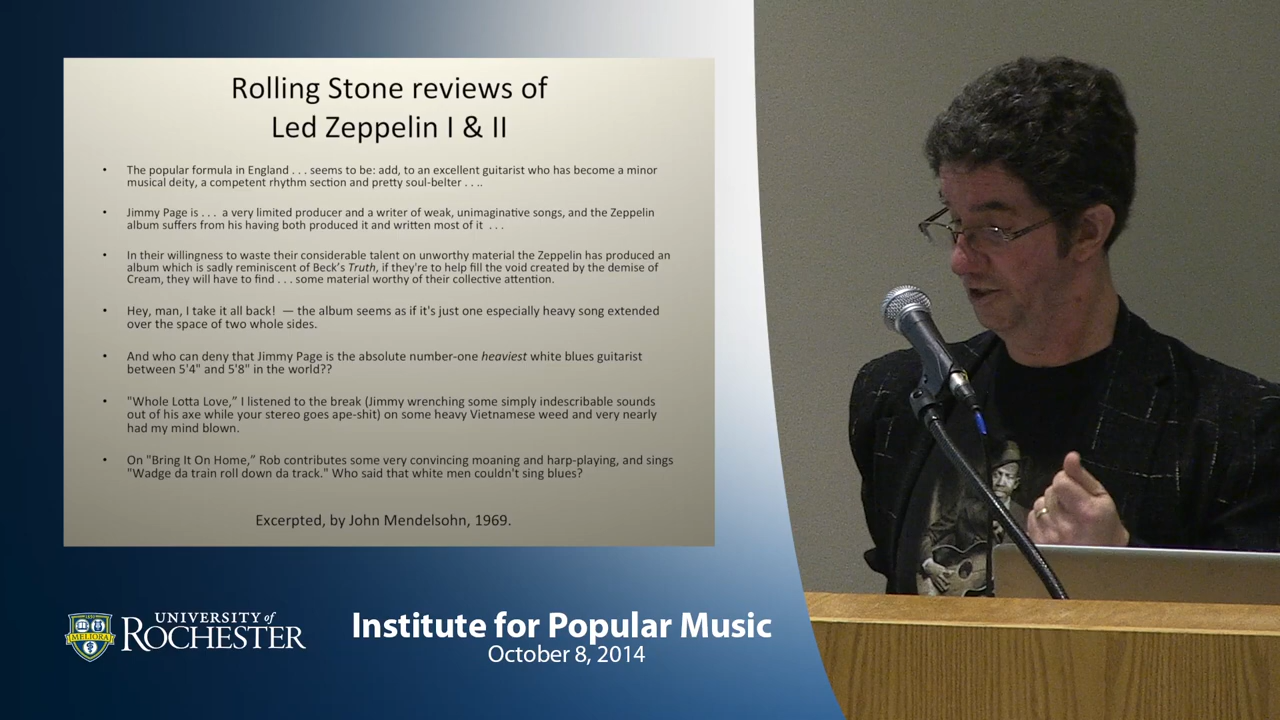 Rolling Stone reviews of
Led Zeppelin I & II
• The popular formula in England . . . seems to be: add, to an excellent guitarist who has become a minor
musical deity, a competent rhythm section and pretty soul-belter . . ..
• Jimmy Page is . . .  a very limited producer and a writer of weak, unimaginative songs, and the Zeppelin
album suffers from his having both produced it and written most of it  . . .
• In their willingness to waste their considerable talent on unworthy material the Zeppelin has produced an
album which is sadly reminiscent of Beck's Truth, if they're to help fill the void created by the demise of
Cream, they will have to find . . . some material worthy of their collective attention.
• Hey, man, I take it all back!  — the album seems as if it's just one especially heavy song extended
over the space of two whole sides.
• And who can deny that Jimmy Page is the absolute number-one heaviest white blues guitarist
between 5'4" and 5'8" in the world??
• "Whole Lotta Love,” I listened to the break (Jimmy wrenching some simply indescribable sounds
out of his axe while your stereo goes ape-shit) on some heavy Vietnamese weed and very nearly
had my mind blown.
• On "Bring It On Home,” Rob contributes some very convincing moaning and harp-playing, and sings
"Wadge da train roll down da track." Who said that white men couldn't sing blues?
Excerpted, by John Mendelsohn, 1969.
MELIORA
UNIVERSITY of
ROCHESTER
Institute for Popular Music
October 8, 2014